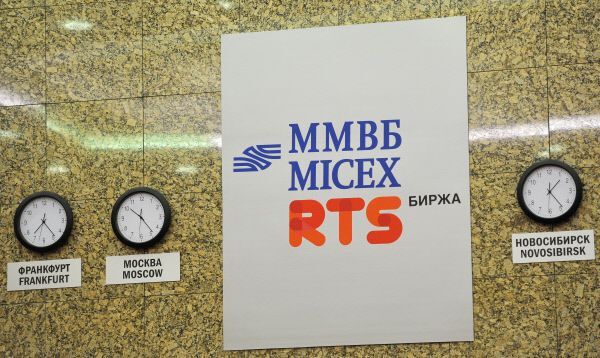 ММВБ
MICEX
RTS БИРЖА
ФРАНКФУРТ
FRANKFURT
МОСКВА
MOSCOW
НОВОСИБИРСК
NOVOSIBIRSK